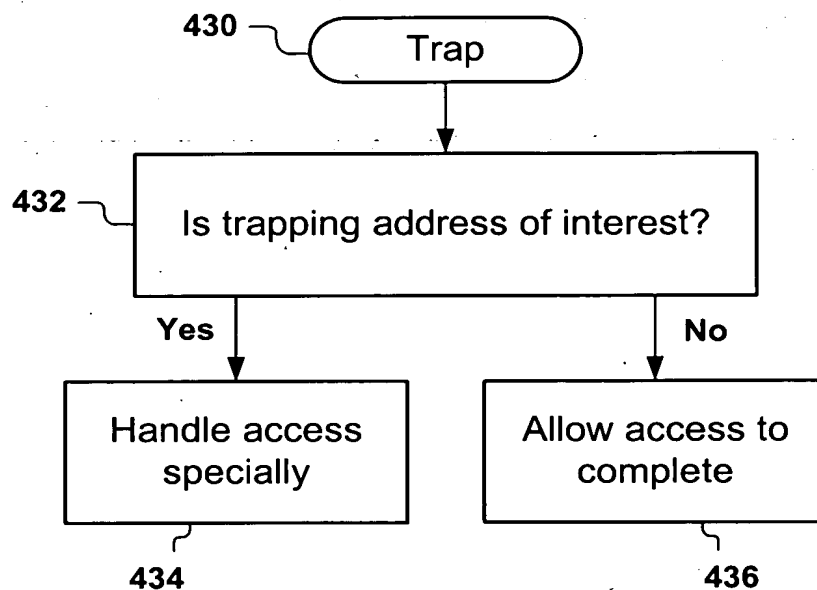 430
Trap
432
Is trapping address of interest?
Yes
No
Handle access
specially
Allow access to
complete
434
436